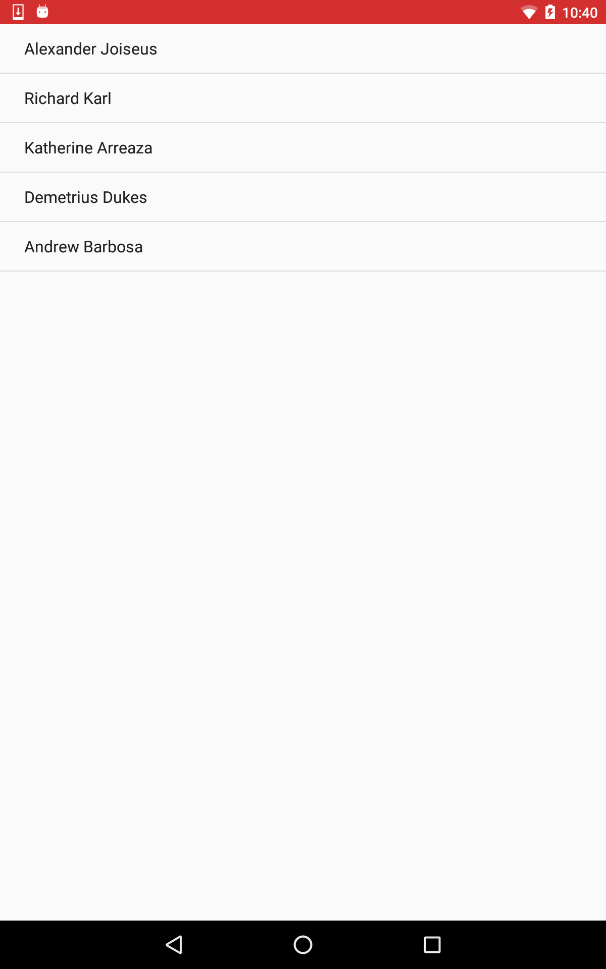 10:40
Alexander Joiseus
Richard Karl
Katherine Arreaza
Demetrius Dukes
Andrew Barbosa